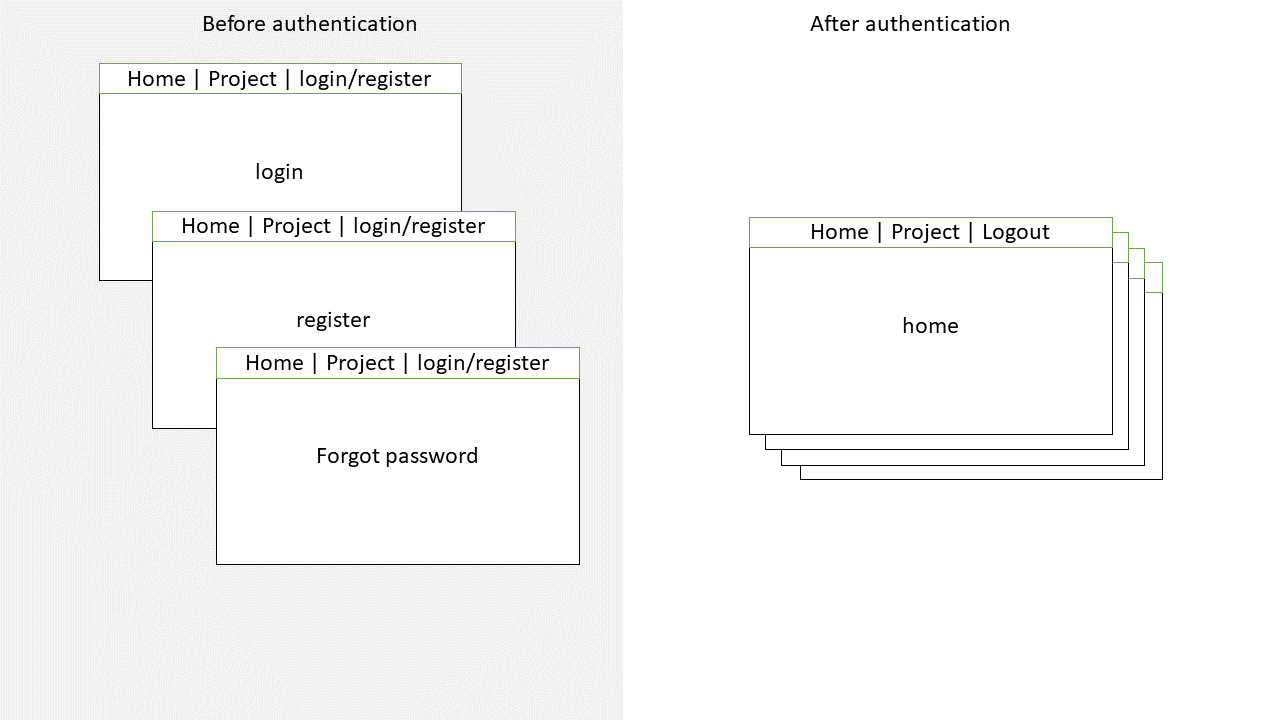 Before authentication
Home | Project | login/register
login
Home | Project | login/register
register
Home | Project | login/register
Forgot password
After authentication
Home | Project | Logout
home